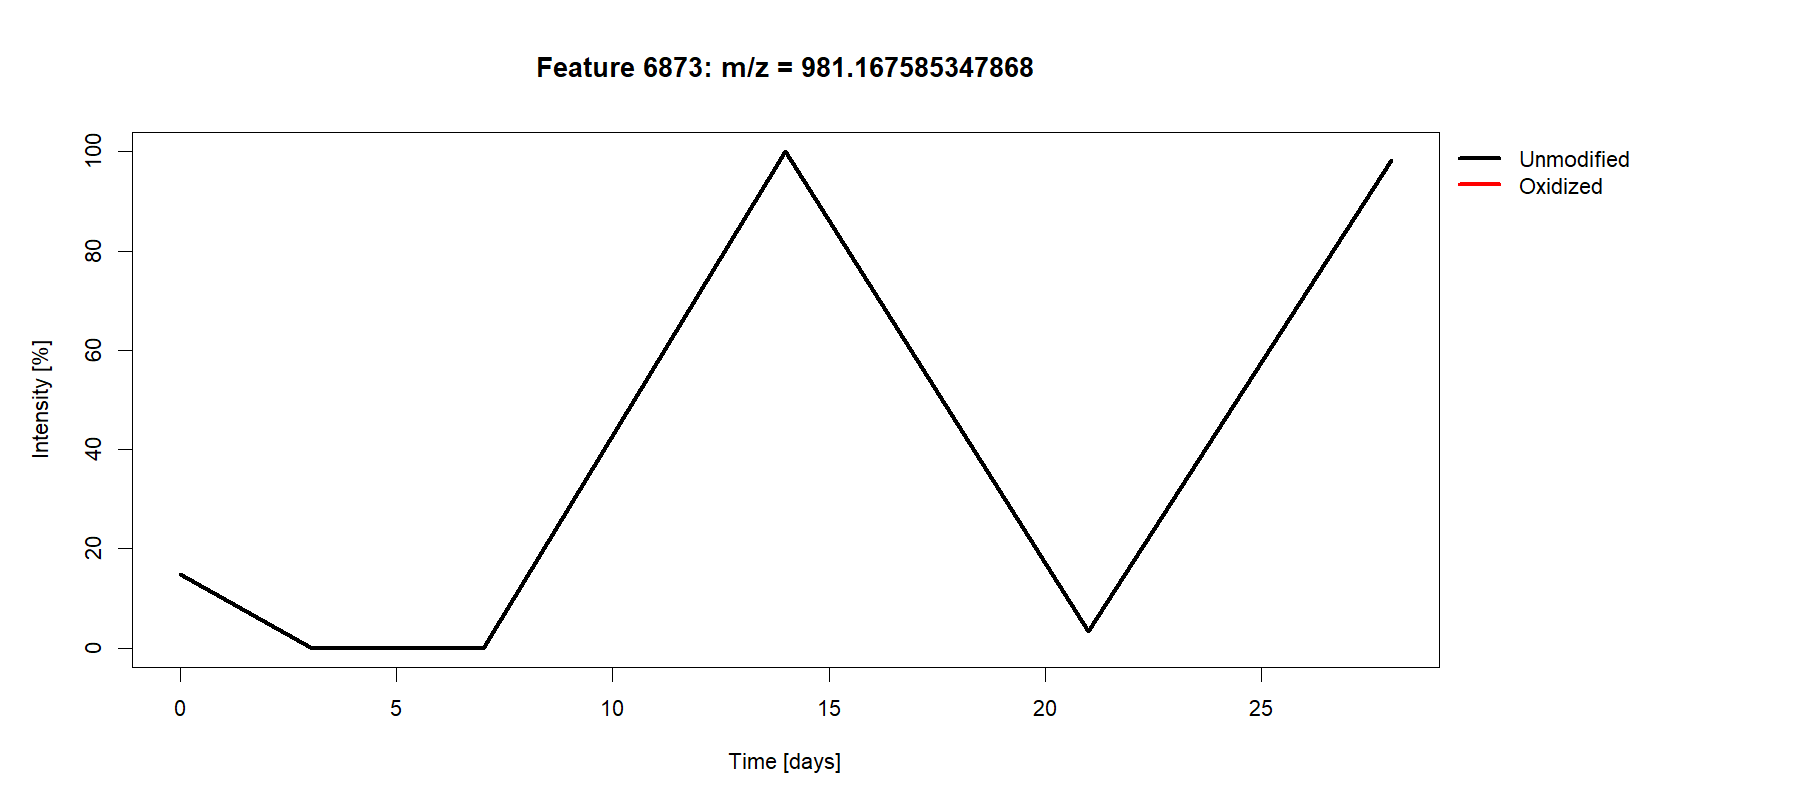 Feature 6873: m/z = 981.167585347868
Unmodified
Oxidized
Intensity [%]
100
80
60
40
20
0
0 5 10 15 20 25
Time [days]